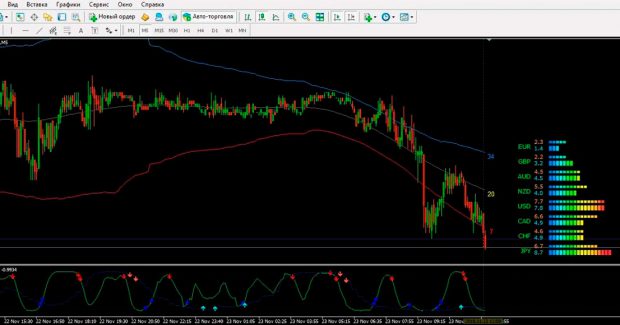 Вид Вставка Графики Сервис Окно Справка
Новый ордер Авто-торговля
M1 M5 M15 M30 H1 H4 D1 W1 MN
,M5
34
20
7
EUR 2.3 1.4
GBP 2.2 3.2
AUD 4.5 4.5
NZD 5.5 4.0
USD 7.7 7.8
CAD 6.6 4.9
CHF 4.6 4.9
JPY 6.7 8.7
-0.9934
22 Nov 15:30 22 Nov 16:50 22 Nov 18:10 22 Nov 19:30 22 Nov 20:50 22 Nov 22:15 22 Nov 23:40 23 Nov 01:05 23 Nov 02:25 23 Nov 03:55 23 Nov 05:15 23 Nov 06:35 23 Nov 07:55 23 Nov 09:15 23 Nov :55